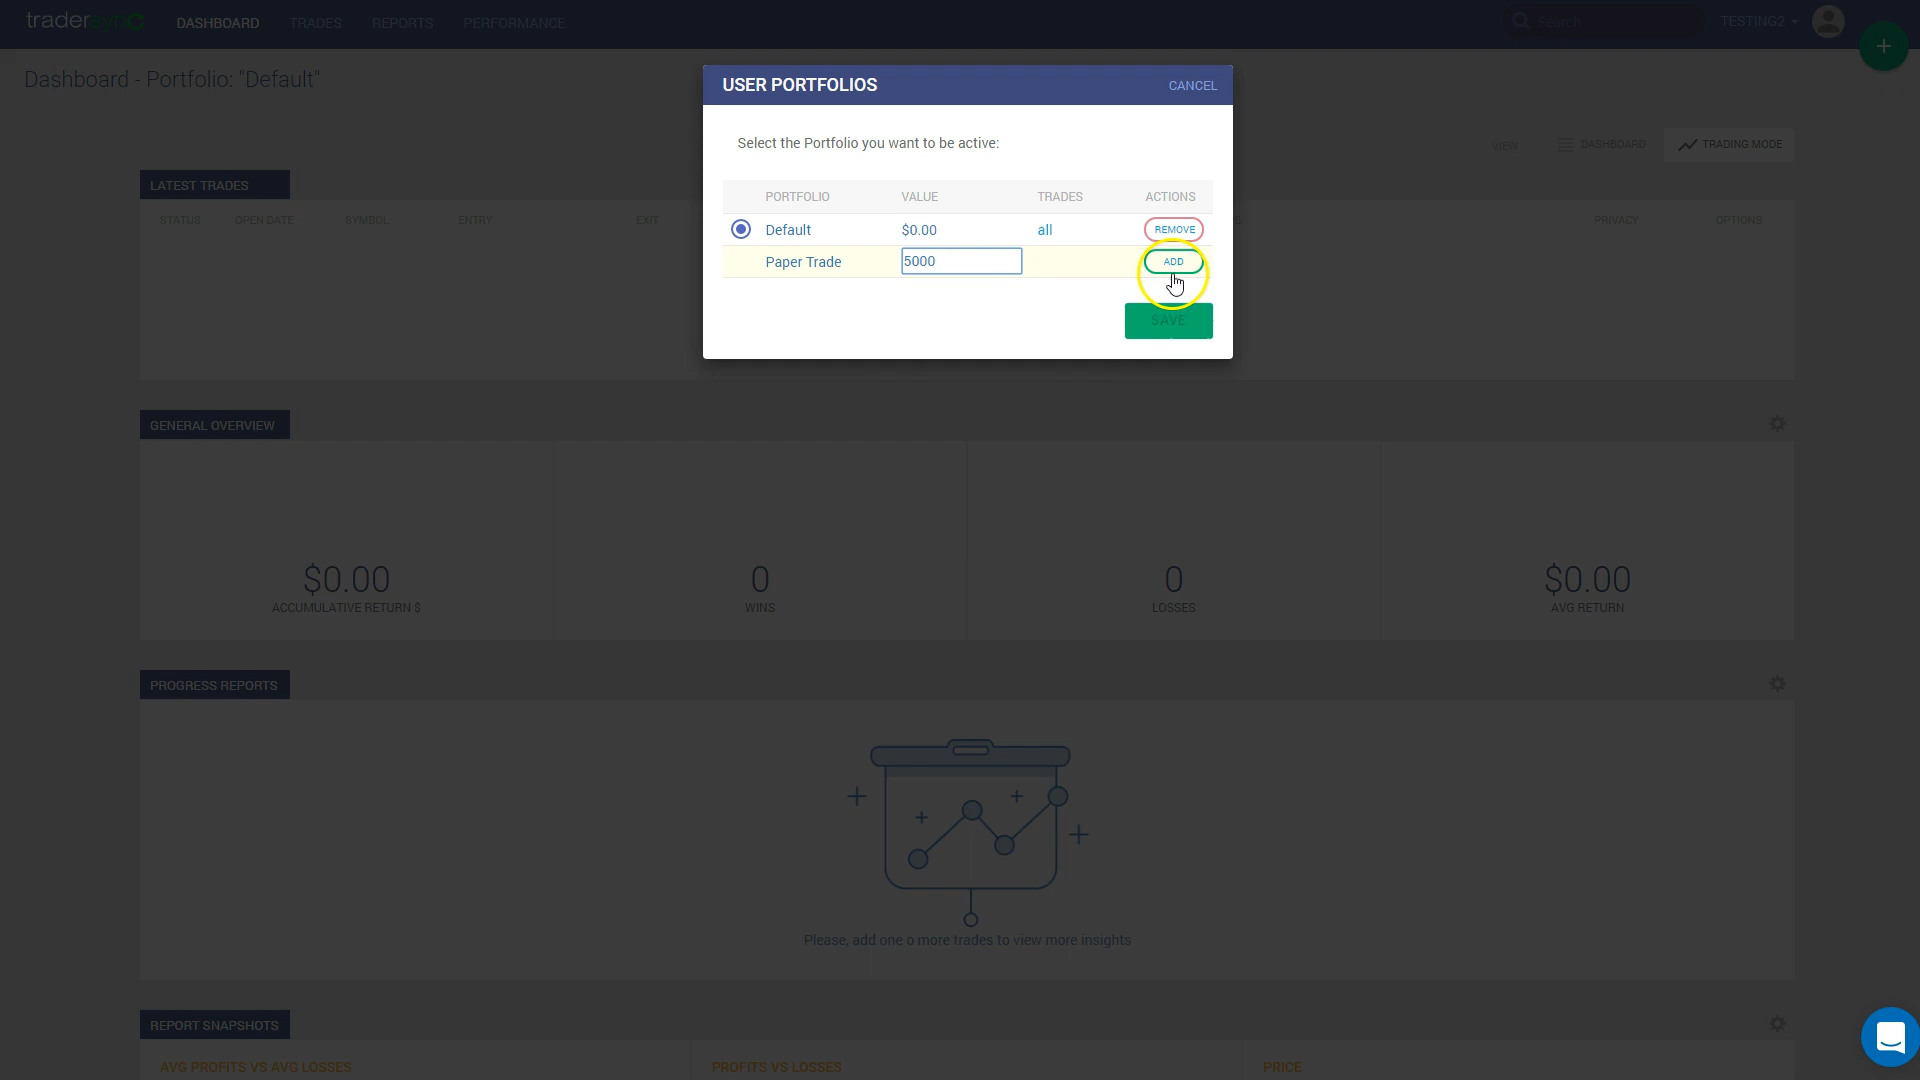 tradersync DASHBOARD TRADES REPORTS PERFORMANCE Search TESTING2
Dashboard - Portfolio: "Default"
USER PORTFOLIOS CANCEL
Select the Portfolio you want to be active:
VIEW DASHBOARD TRADING MODE
PORTFOLIO VALUE TRADES ACTIONS
Default $0.00 all REMOVE
Paper Trade 5000 ADD
SAVE
LATEST TRADES
STATUS OPEN DATE SYMBOL ENTRY EXIT PRIVACY OPTIONS
GENERAL OVERVIEW
$0.00 0 0 $0.00
ACCUMULATIVE RETURN $ WINS LOSSES AVG RETURN
PROGRESS REPORTS
Please, add one o more trades to view more insights
REPORT SNAPSHOTS
AVG PROFITS VS AVG LOSSES PROFITS VS LOSSES PRICE